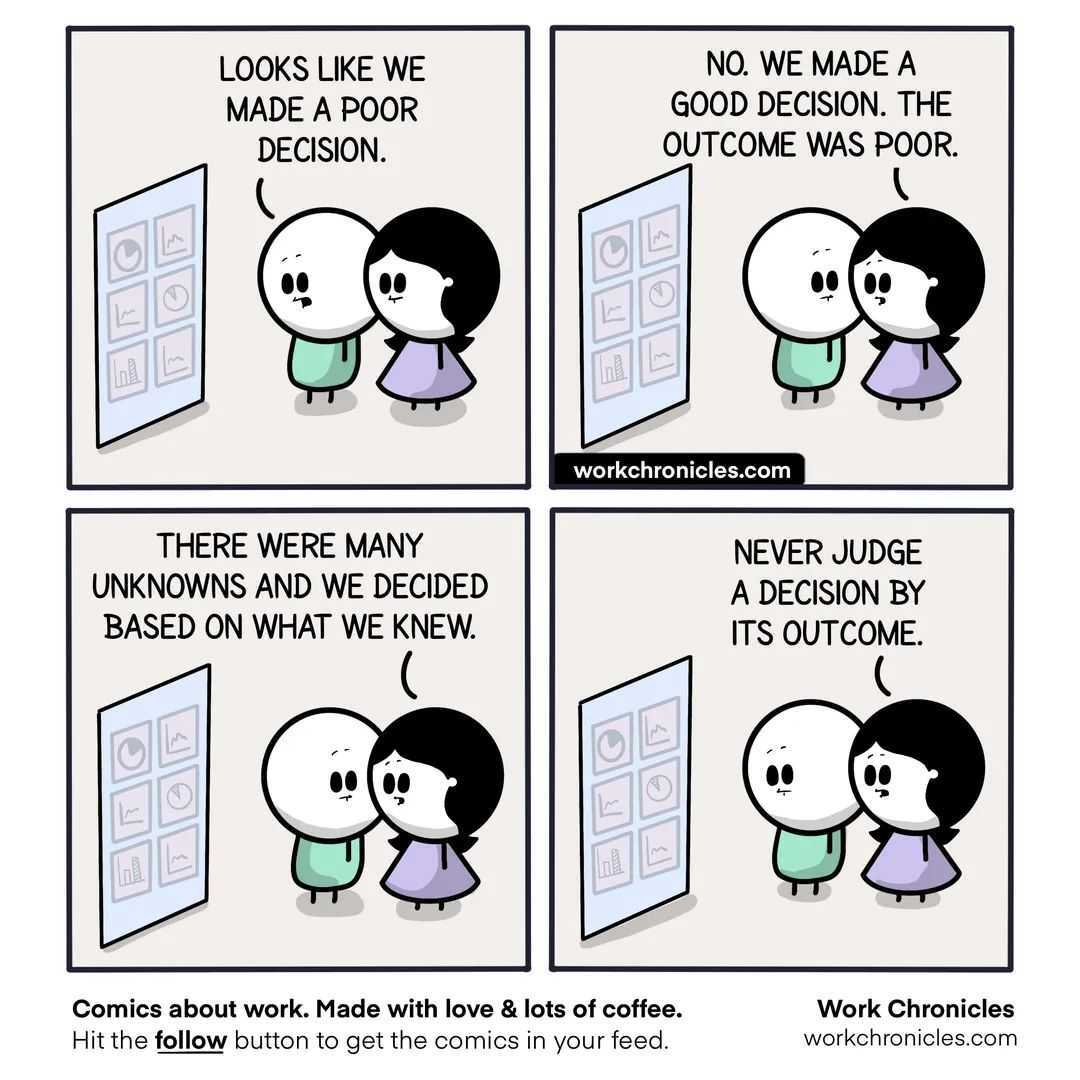 LOOKS LIKE WE
MADE A POOR
DECISION.
NO. WE MADE A
GOOD DECISION. THE
OUTCOME WAS POOR.
workchronicles.com
THERE WERE MANY
UNKNOWNS AND WE DECIDED
BASED ON WHAT WE KNEW.
NEVER JUDGE
A DECISION BY
ITS OUTCOME.
Comics about work. Made with love & lots of coffee.
Hit the follow button to get the comics in your feed.
Work Chronicles
workchronicles.com